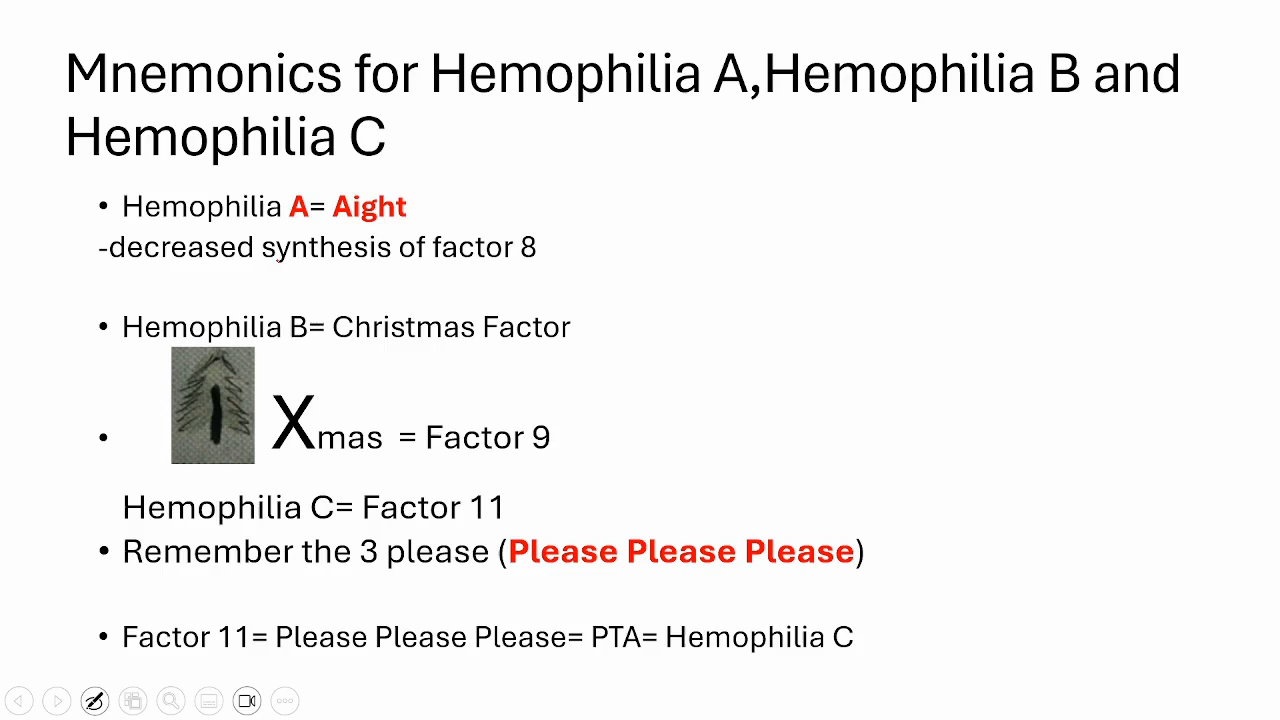 Mnemonics for Hemophilia A,Hemophilia B and
Hemophilia C
• Hemophilia A= Aight
-decreased synthesis of factor 8
• Hemophilia B= Christmas Factor
• Xmas = Factor 9
Hemophilia C= Factor 11
• Remember the 3 please (Please Please Please)
• Factor 11= Please Please Please= PTA= Hemophilia C